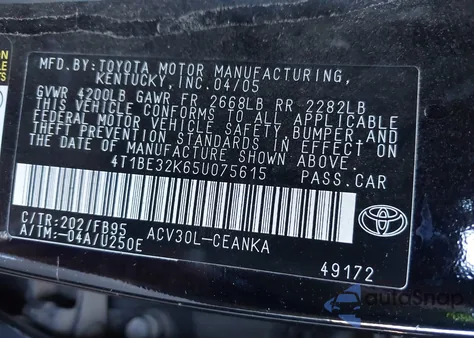 MFD.BY:TOYOTA MOTOR MANUFACTURING,
KENTUCKY, INC.04/05
GVWR 4200LB GAWR FR 2668LB RR 2282LB
THIS VEHICLE CONFORMS TO ALL APPLICABLE
FEDERAL MOTOR VEHICLE SAFETY, BUMPER, AND
THEFT PREVENTION STANDARDS IN EFFECT ON
THE DATE OF MANUFACTURE SHOWN ABOVE.
4T1BE32K65U075615 PASS.CAR
C/TR:202/FB95
A/TM:-04A/U250E
ACV30L-CEANKA
TOYOTA
49172
autoSnap